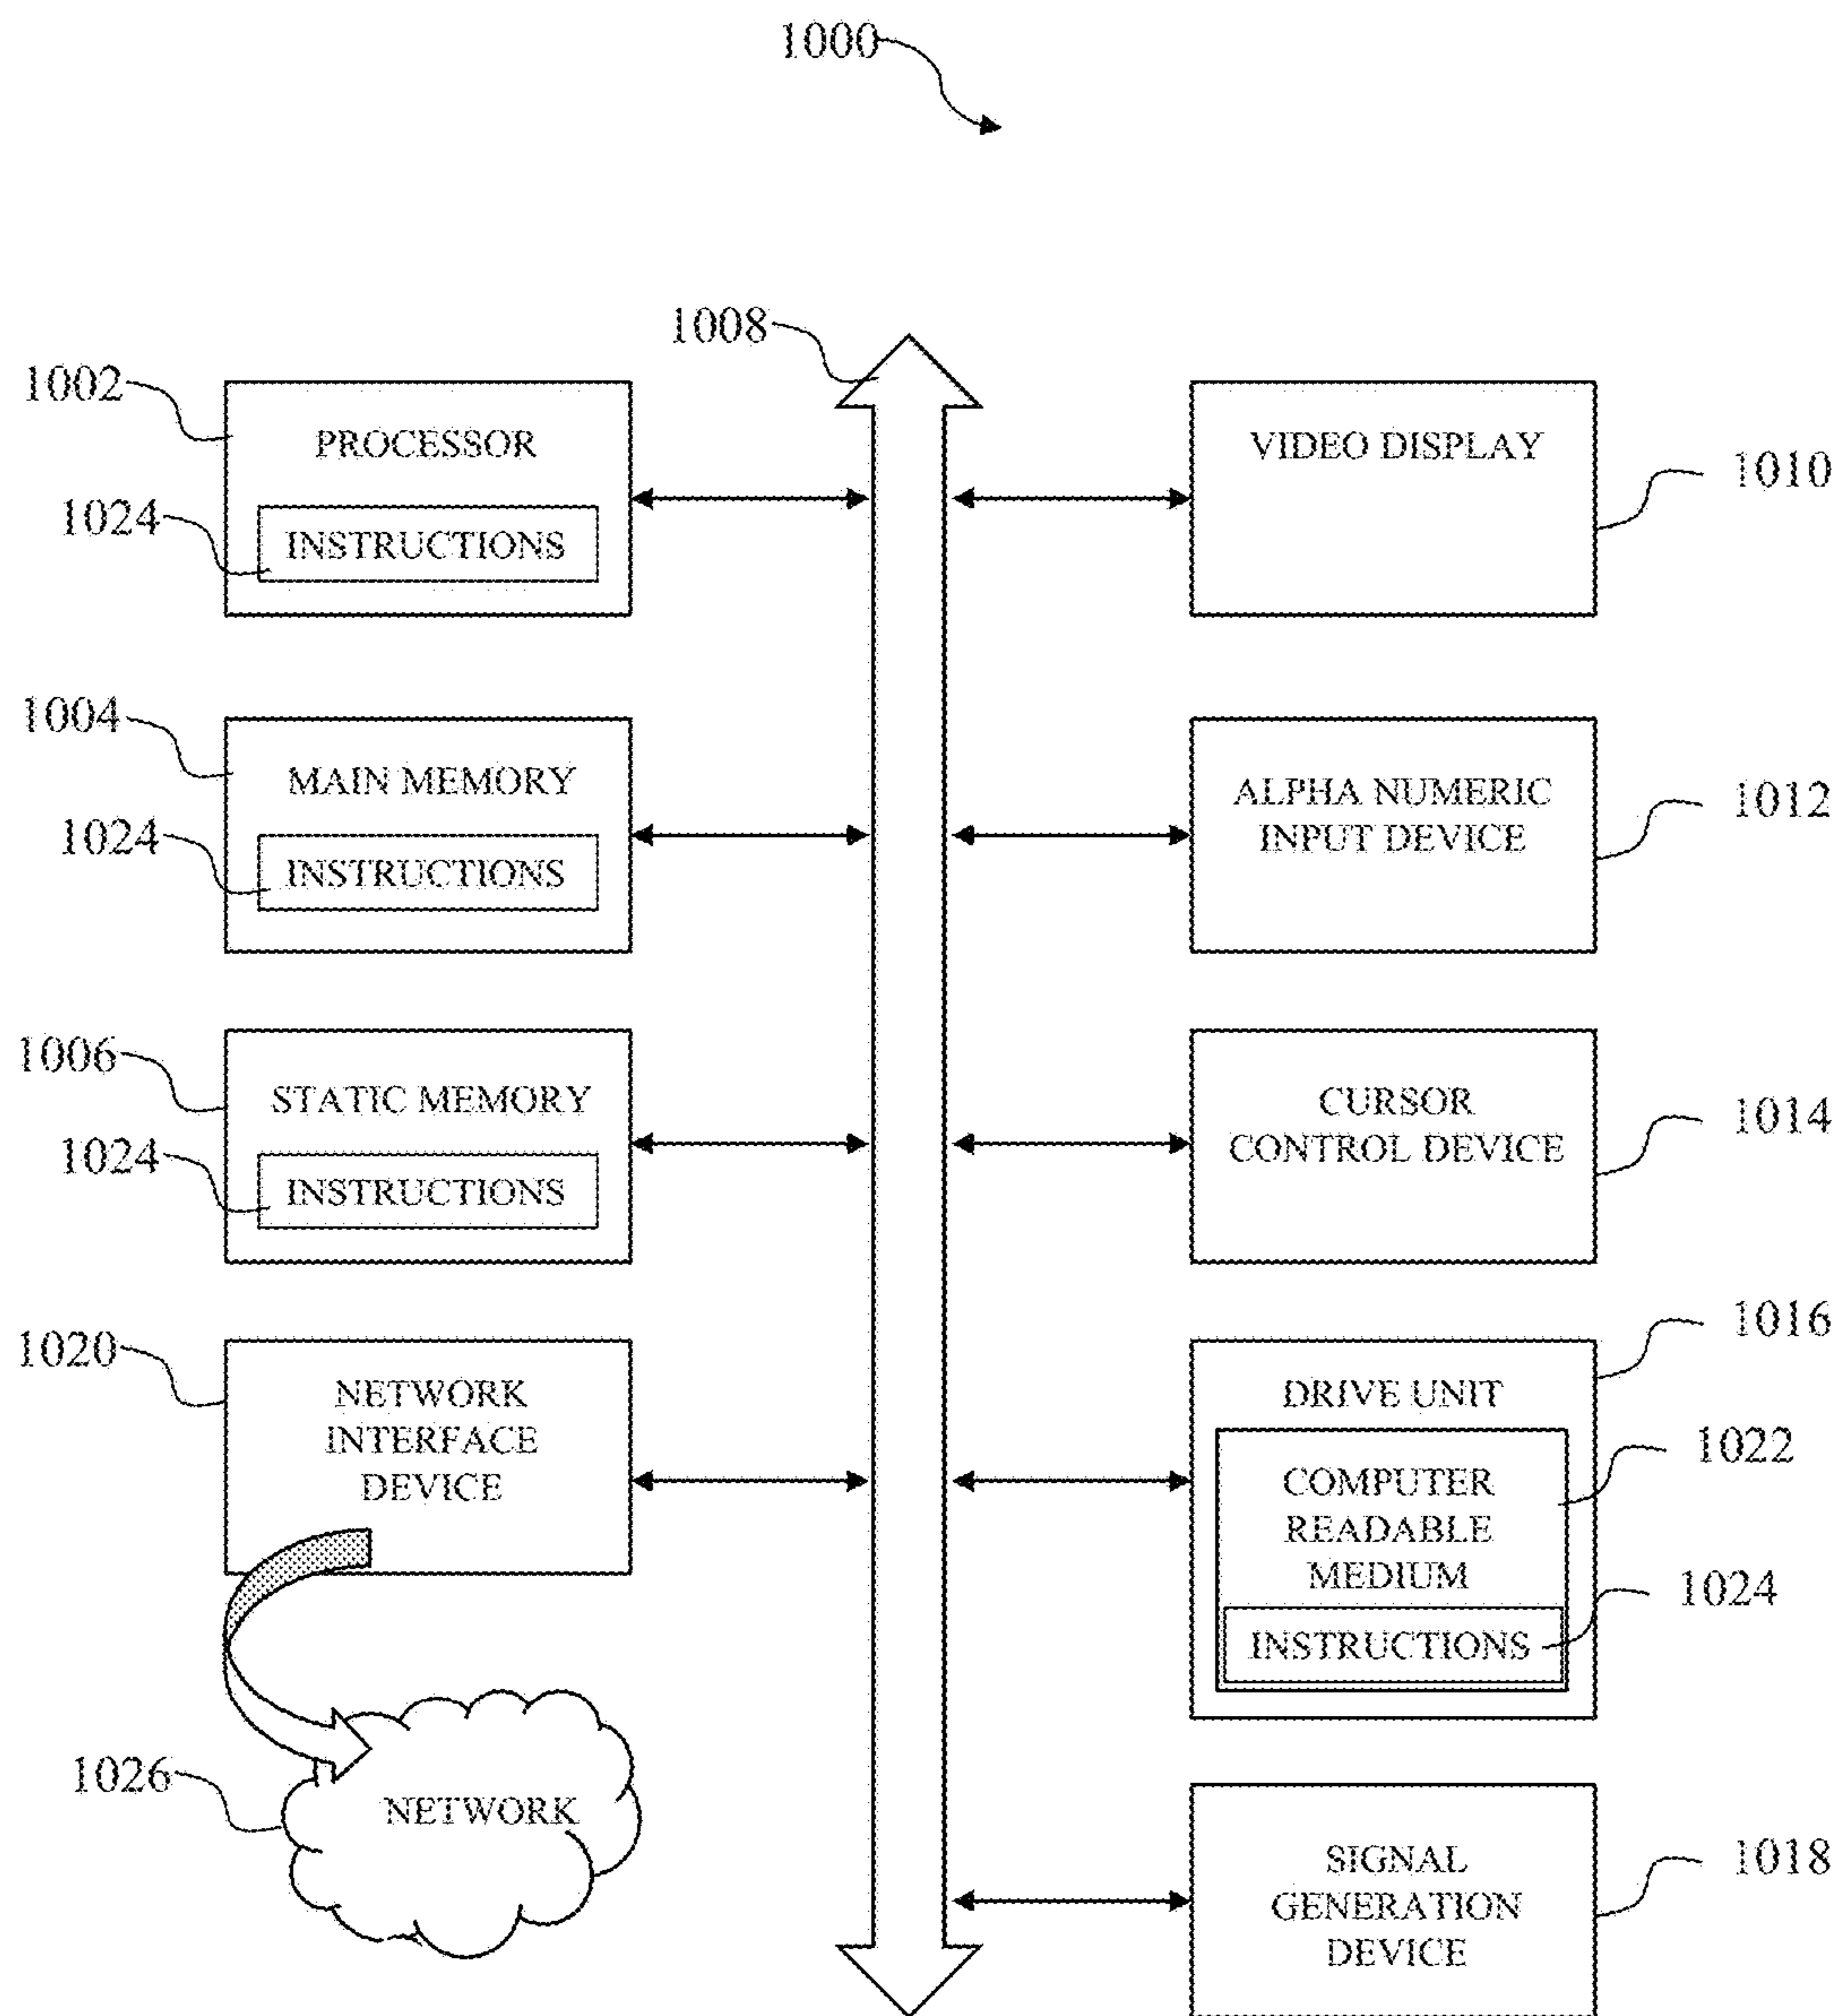 1000
1008
1002
PROCESSOR
1024
INSTRUCTIONS
VIDEO DISPLAY
1010
1004
MAIN MEMORY
1024
INSTRUCTIONS
ALPHA NUMERIC
INPUT DEVICE
1012
1006
STATIC MEMORY
1024
INSTRUCTIONS
CURSOR
CONTROL DEVICE
1014
1020
NETWORK
INTERFACE
DEVICE
1016
DRIVE UNIT
1022
COMPUTER
READABLE
MEDIUM
1024
INSTRUCTIONS
1026
NETWORK
SIGNAL
GENERATION
DEVICE
1018